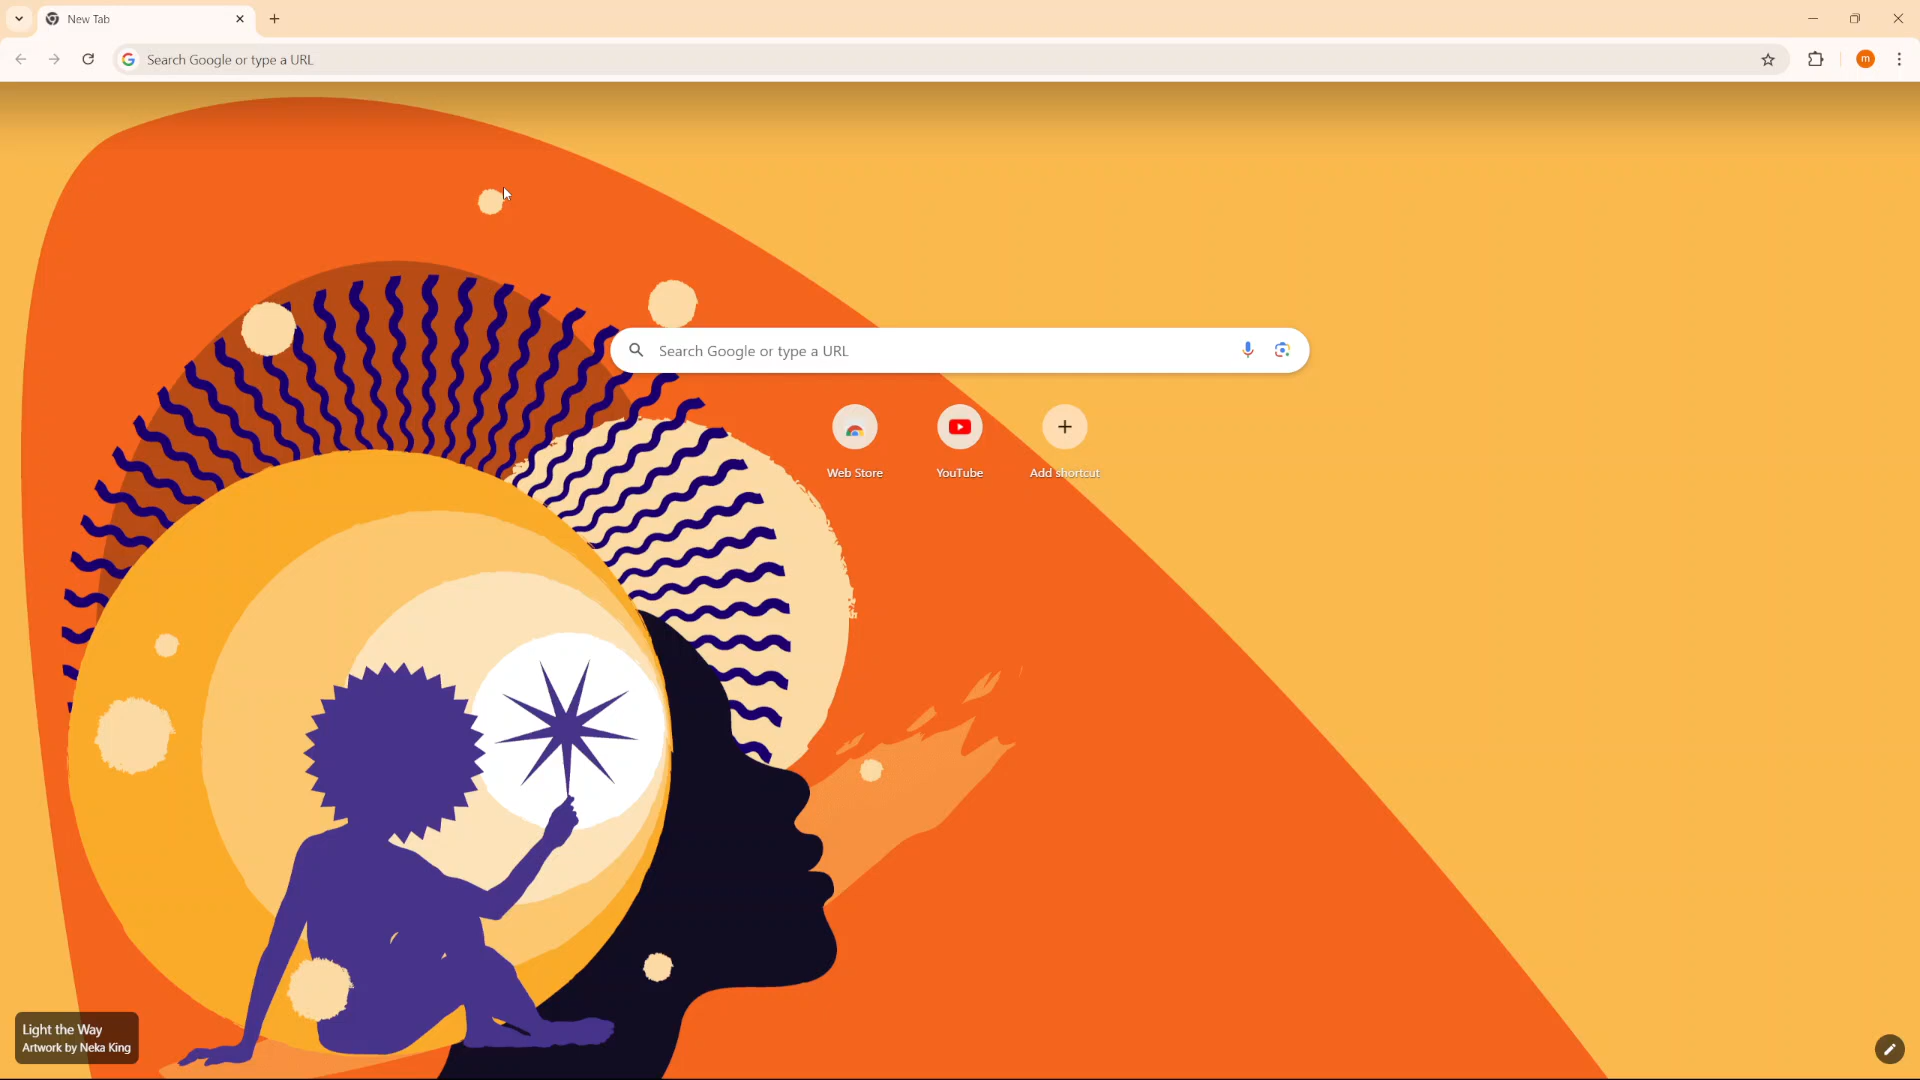 New Tab
Search Google or type a URL
m
Search Google or type a URL
Web Store
YouTube
Add shortcut
Light the Way
Artwork by Neka King